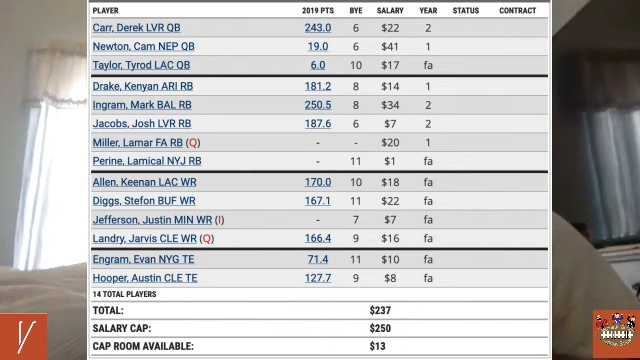 PLAYER 2019 PTS BYE SALARY YEAR STATUS CONTRACT
Carr, Derek LVR QB 243.0 6 $22 2
Newton, Cam NEP QB 19.0 6 $41 1
Taylor, Tyrod LAC QB 6.0 10 $17 fa
Drake, Kenyan ARI RB 181.2 8 $14 1
Ingram, Mark BAL RB 250.5 8 $34 2
Jacobs, Josh LVR RB 187.6 6 $7 2
Miller, Lamar FA RB (Q) - - $20 1
Perine, Lamical NYJ RB - 11 $1 fa
Allen, Keenan LAC WR 170.0 10 $18 fa
Diggs, Stefon BUF WR 167.1 11 $22 fa
Jefferson, Justin MIN WR (I) - 7 $7 fa
Landry, Jarvis CLE WR (Q) 166.4 9 $16 fa
Engram, Evan NYG TE 71.4 11 $10 fa
Hooper, Austin CLE TE 127.7 9 $8 fa
14 TOTAL PLAYERS
TOTAL: $237
SALARY CAP: $250
CAP ROOM AVAILABLE: $13